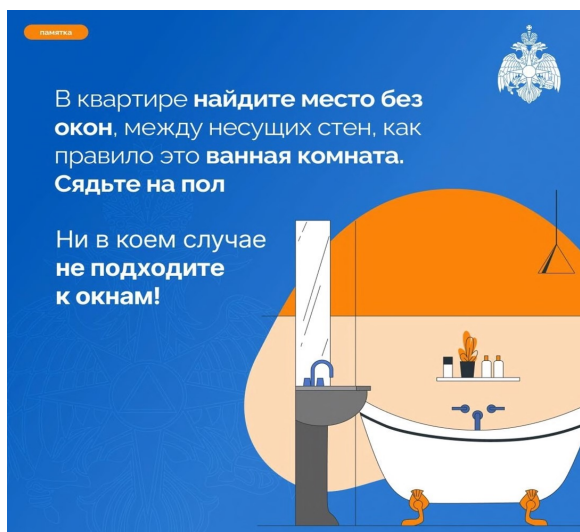 памятка
В квартире найдите место без
окон, между несущих стен, как
правило это ванная комната.
Сядьте на пол
Ни в коем случае
не подходите
к окнам!